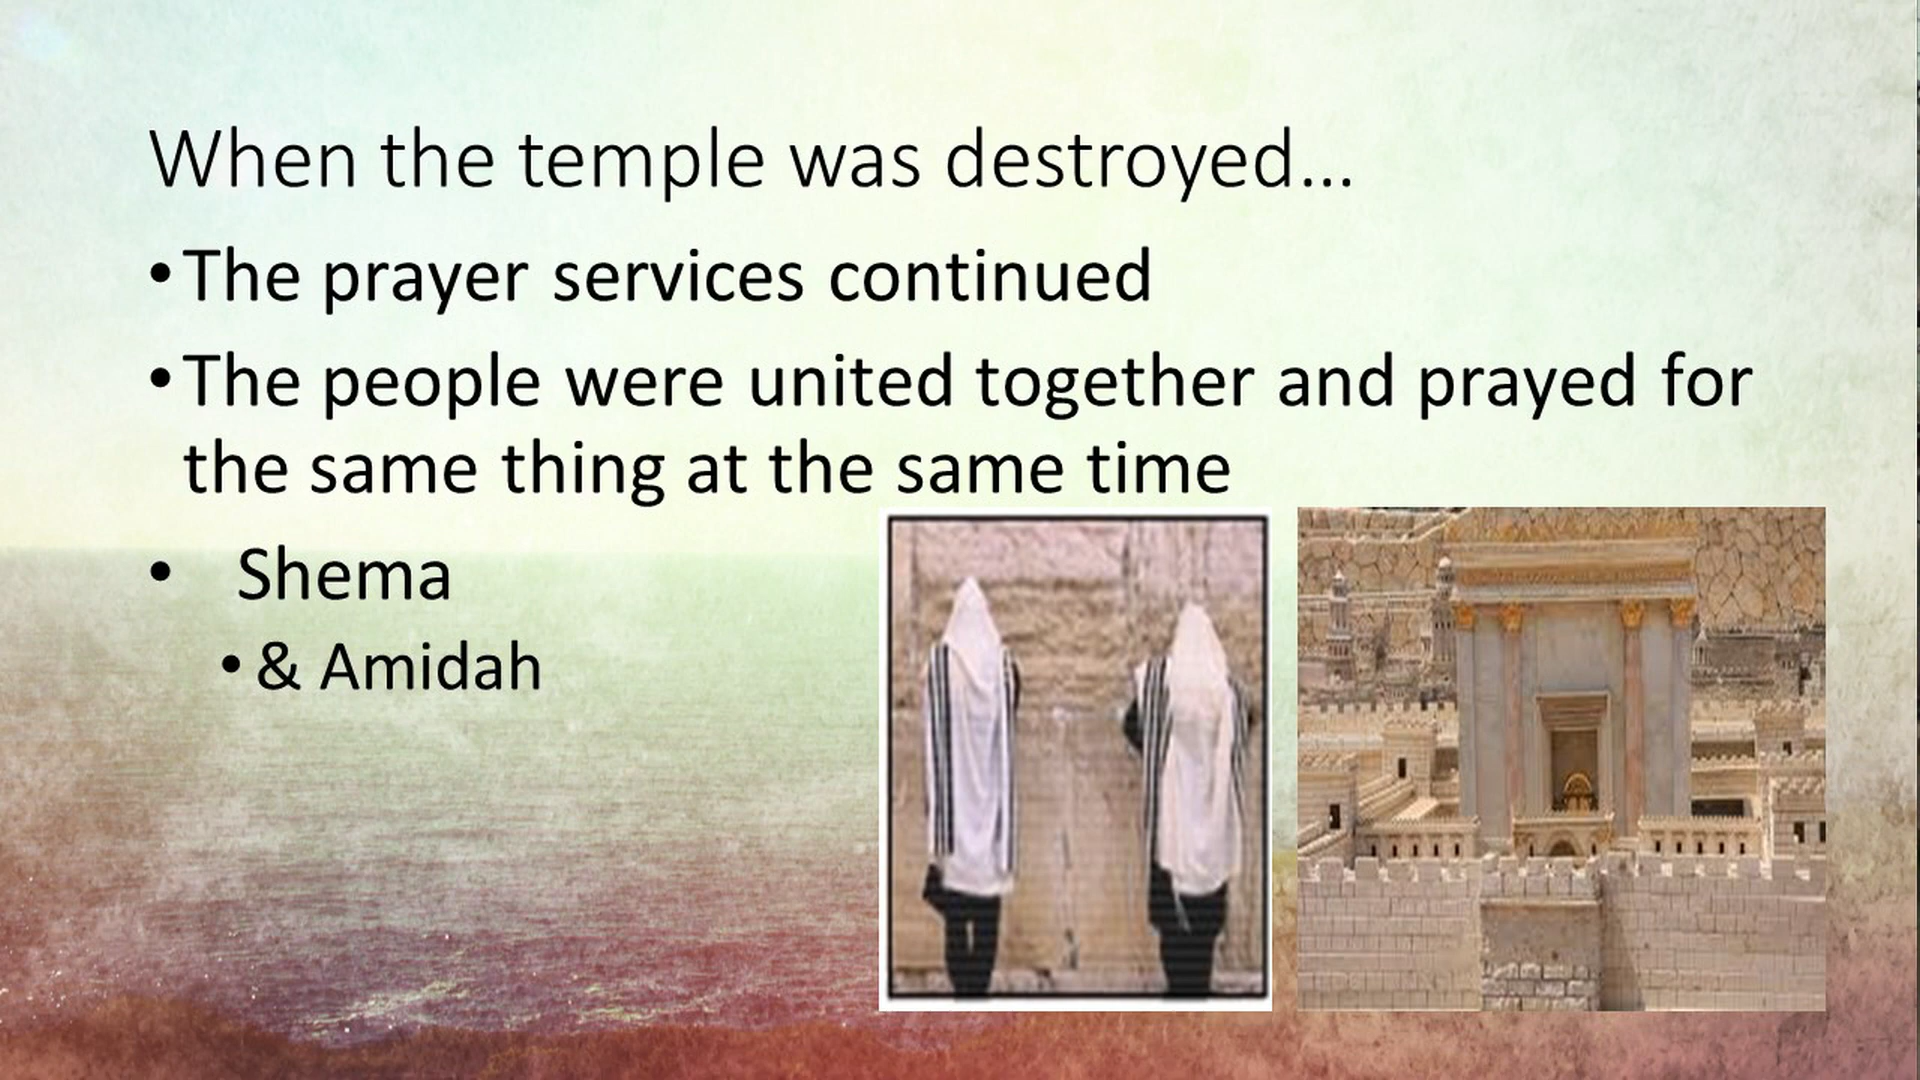 When the temple was destroyed...
• The prayer services continued
• The people were united together and prayed for
the same thing at the same time
• Shema
• & Amidah